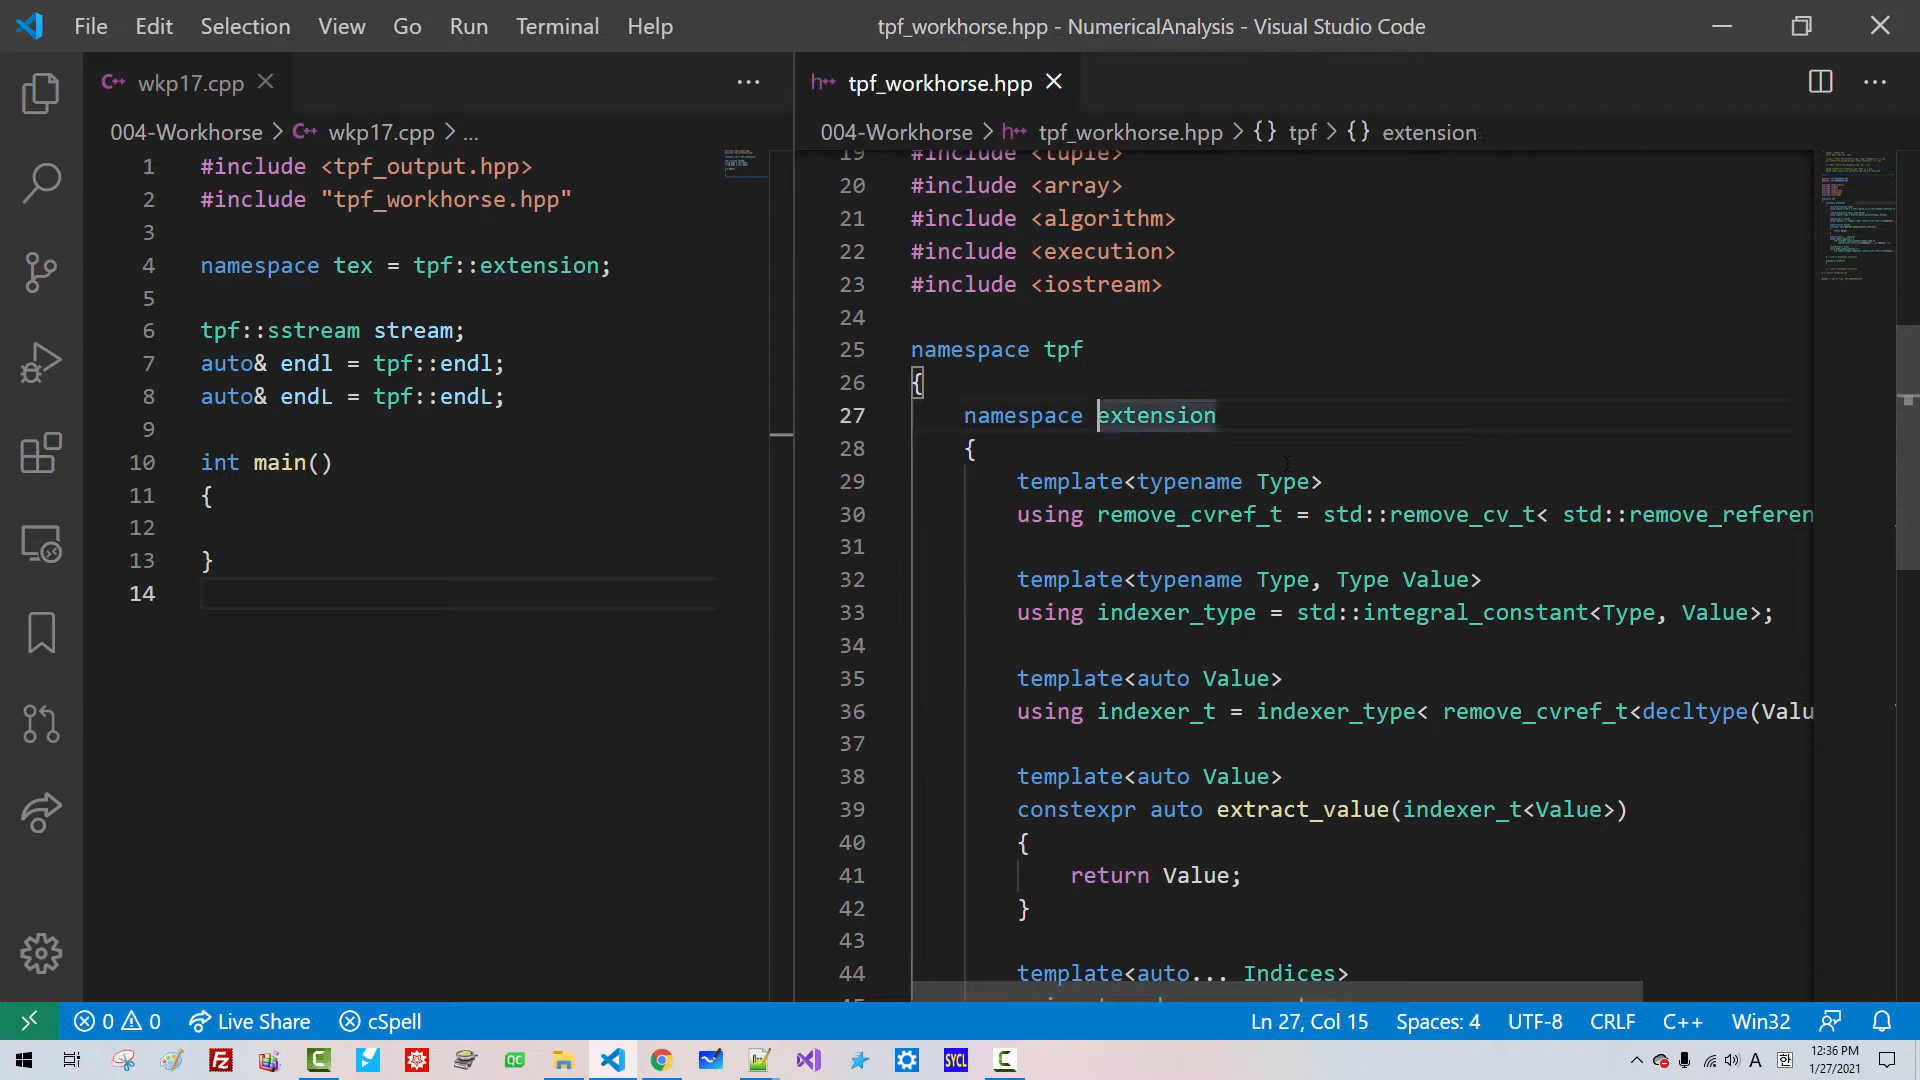 File Edit Selection View Go Run Terminal Help
tpf_workhorse.hpp - NumericalAnalysis - Visual Studio Code
C++ wkp17.cpp
004-Workhorse > C++ wkp17.cpp > ...
1 #include <tpf_output.hpp>
2 #include "tpf_workhorse.hpp"
3
4 namespace tex = tpf::extension;
5
6 tpf::sstream stream;
7 auto& endl = tpf::endl;
8 auto& endL = tpf::endL;
9
10 int main()
11 {
12
13 }
14
h++ tpf_workhorse.hpp
004-Workhorse > h++ tpf_workhorse.hpp > {} tpf > {} extension
19 #include <tuple>
20 #include <array>
21 #include <algorithm>
22 #include <execution>
23 #include <iostream>
24
25 namespace tpf
26 {
27 namespace extension
28 {
29 template<typename Type>
30 using remove_cvref_t = std::remove_cv_t< std::remove_referen
31
32 template<typename Type, Type Value>
33 using indexer_type = std::integral_constant<Type, Value>;
34
35 template<auto Value>
36 using indexer_t = indexer_type< remove_cvref_t<decltype(Valu
37
38 template<auto Value>
39 constexpr auto extract_value(indexer_t<Value>)
40 {
41 return Value;
42 }
43
44 template<auto... Indices>
0 0 Live Share cSpell
Ln 27, Col 15 Spaces: 4 UTF-8 CRLF C++ Win32
QC SYCL A 한
12:36 PM
1/27/2021